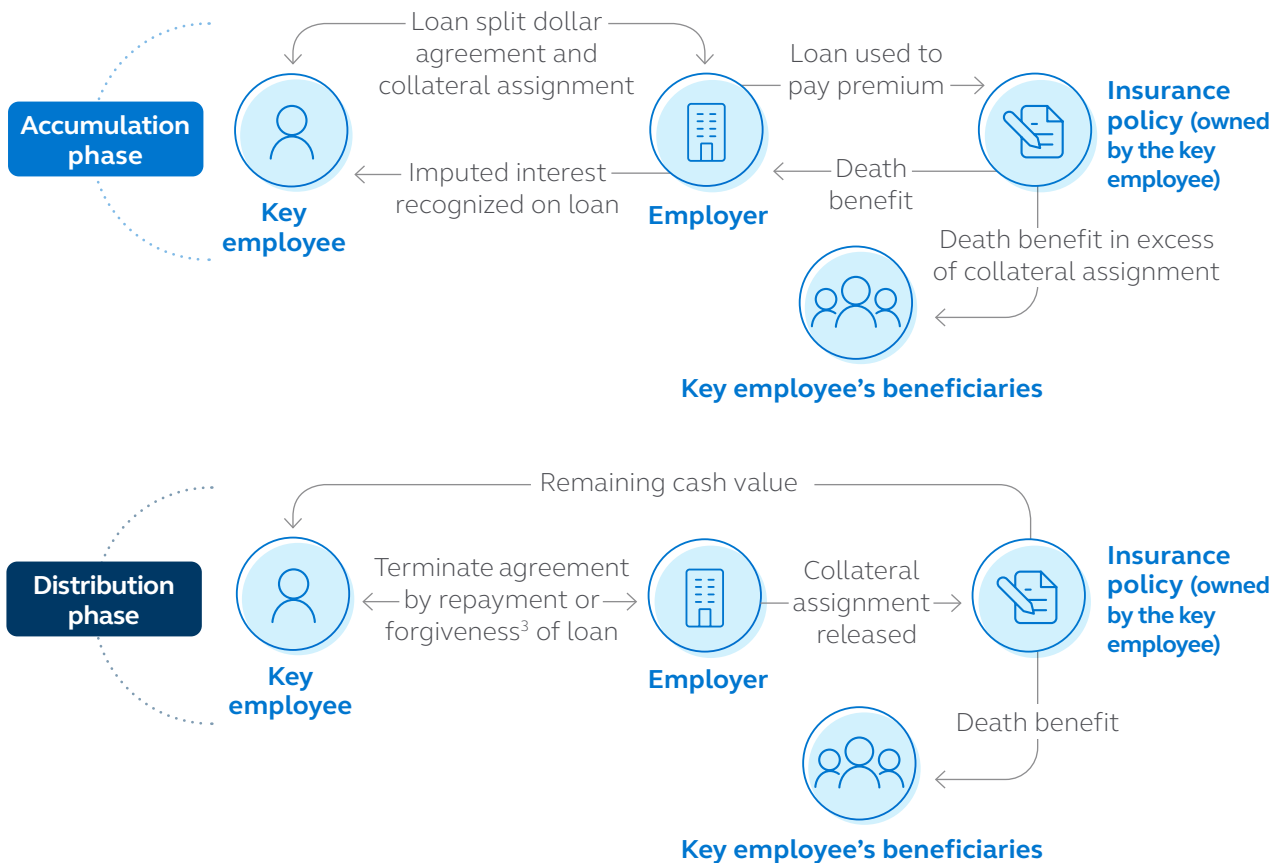 Accumulation
phase
Loan split dollar
agreement and
collateral assignment
Loan used to
pay premium
Insurance
policy (owned
by the key
employee)
Imputed interest
recognized on loan
Death
benefit
Key
employee
Employer
Death benefit in excess
of collateral assignment
Key employee’s beneficiaries
Remaining cash value
Distribution
phase
Terminate agreement
by repayment or
forgiveness³ of loan
Collateral
assignment
released
Insurance
policy (owned
by the key
employee)
Key
employee
Employer
Death benefit
Key employee’s beneficiaries